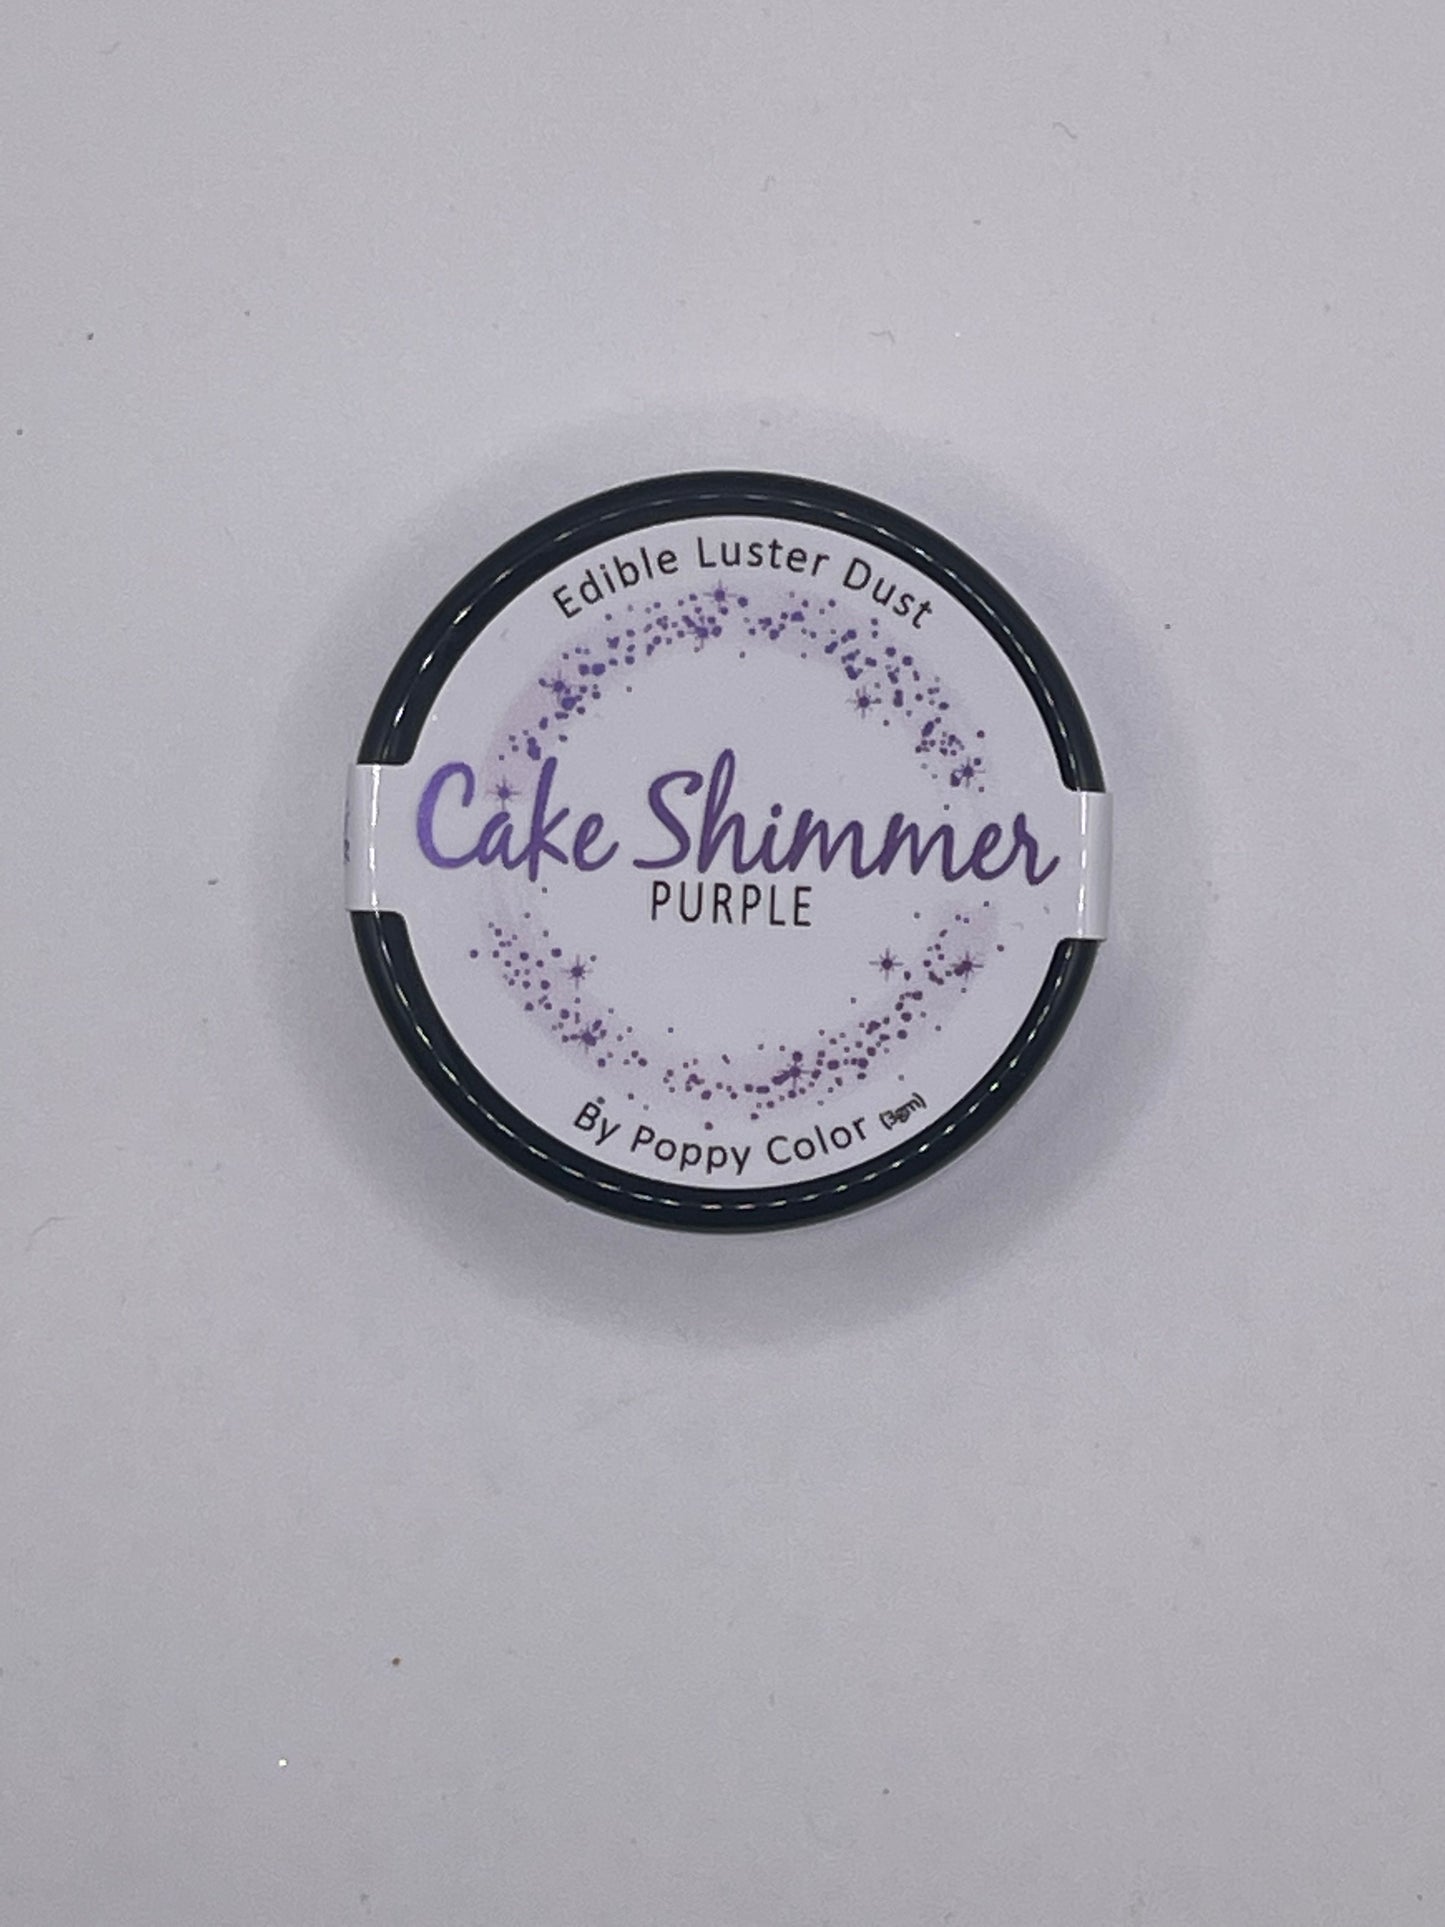 Edible Luster Dust
Cake Shimmer
PURPLE
By Poppy Color (3gm)